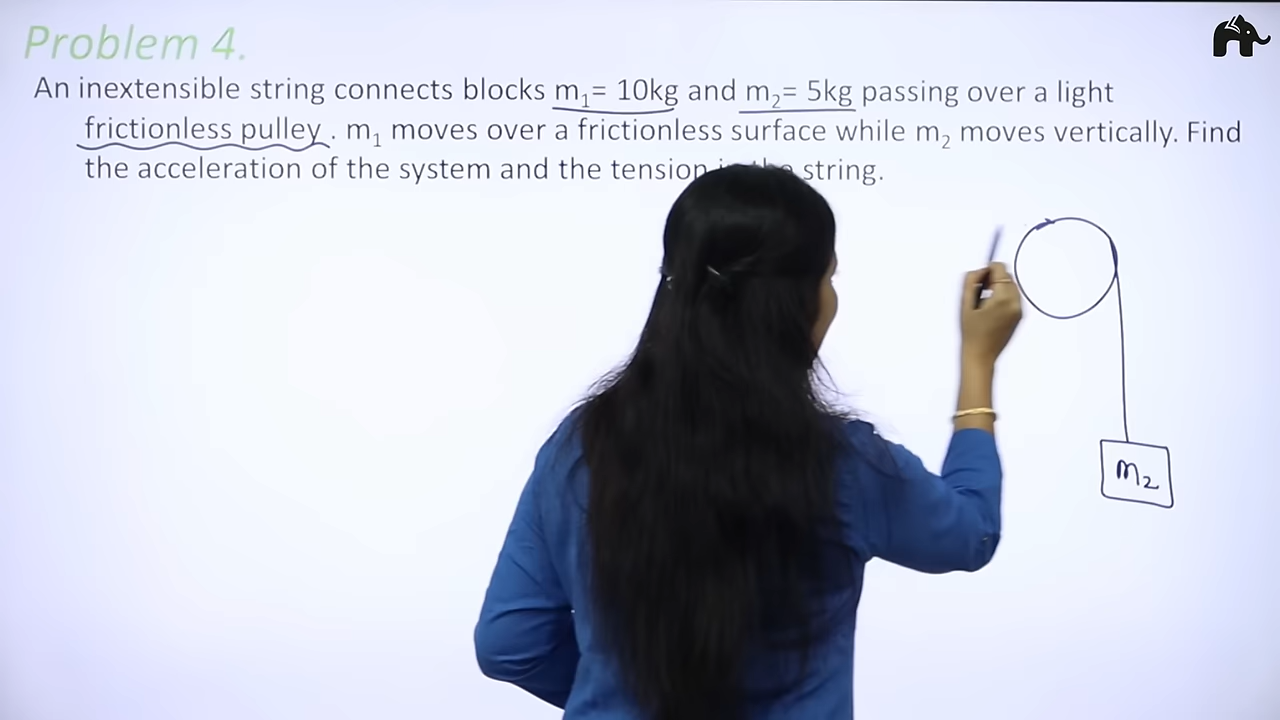 Problem 4.
An inextensible string connects blocks m₁= 10kg and m₂= 5kg passing over a light
frictionless pulley . m₁ moves over a frictionless surface while m₂ moves vertically. Find
the acceleration of the system and the tension string.
m₂